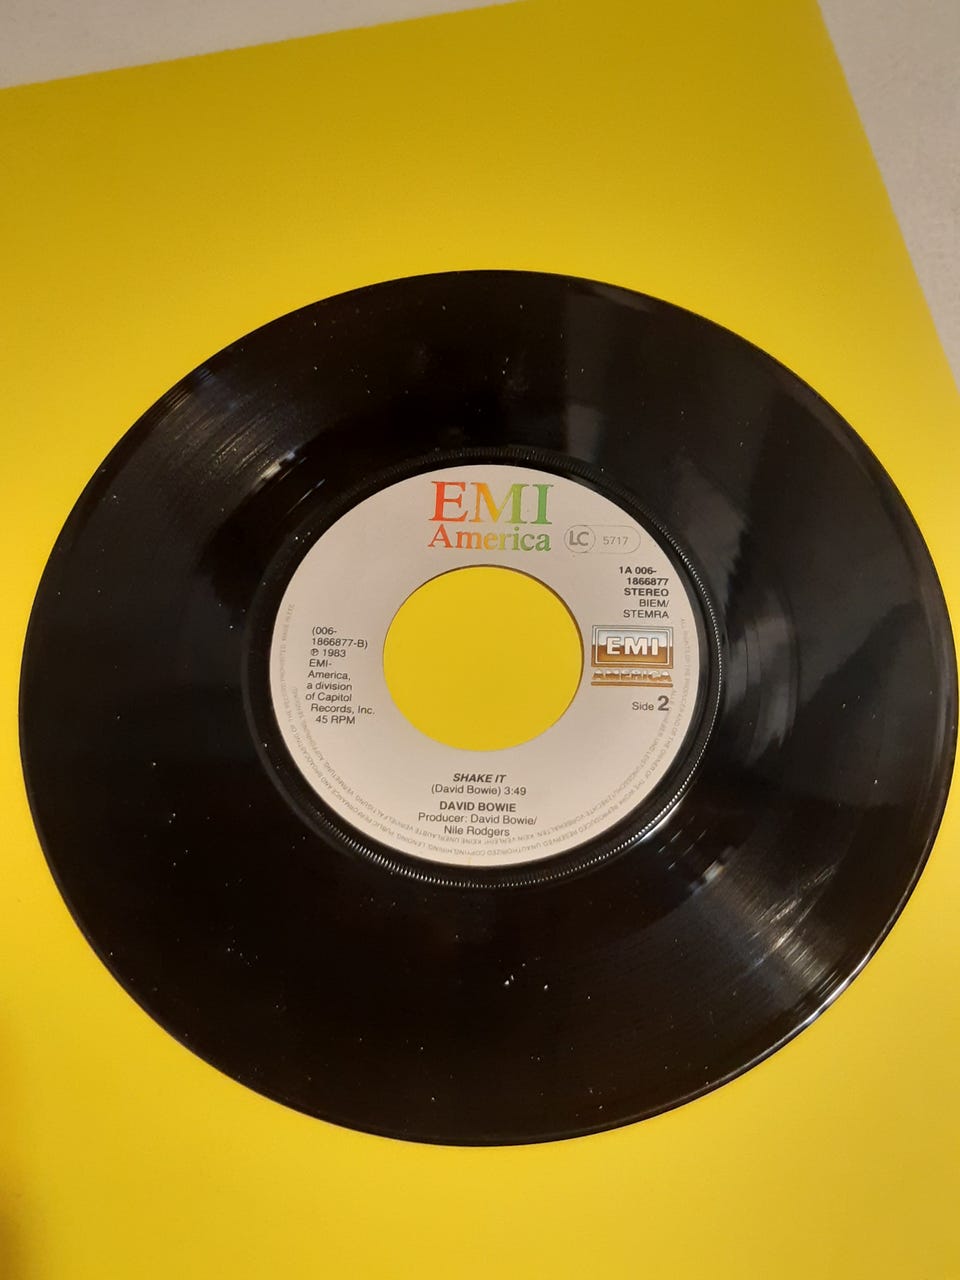 EMI
America
LC 5717
1A 006-
1866877
STEREO
BIEM/
STEMRA
EMI
AMERICA
Side 2
(006-
1866877-B)
℗ 1983
EMI-
America,
a division
of Capitol
Records, Inc.
45 RPM
SHAKE IT
(David Bowie) 3:49
DAVID BOWIE
Producer: David Bowie/
Nile Rodgers